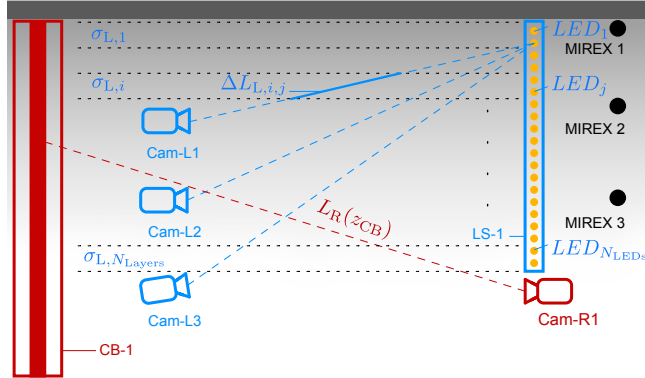 σL,1
LED1
MIREX 1
σL,i
ΔLL,i,j
LEDj
Cam-L1
MIREX 2
Cam-L2
LR(zCB)
MIREX 3
LS-1
σL,NLayers
LEDNLEDs
Cam-L3
Cam-R1
CB-1